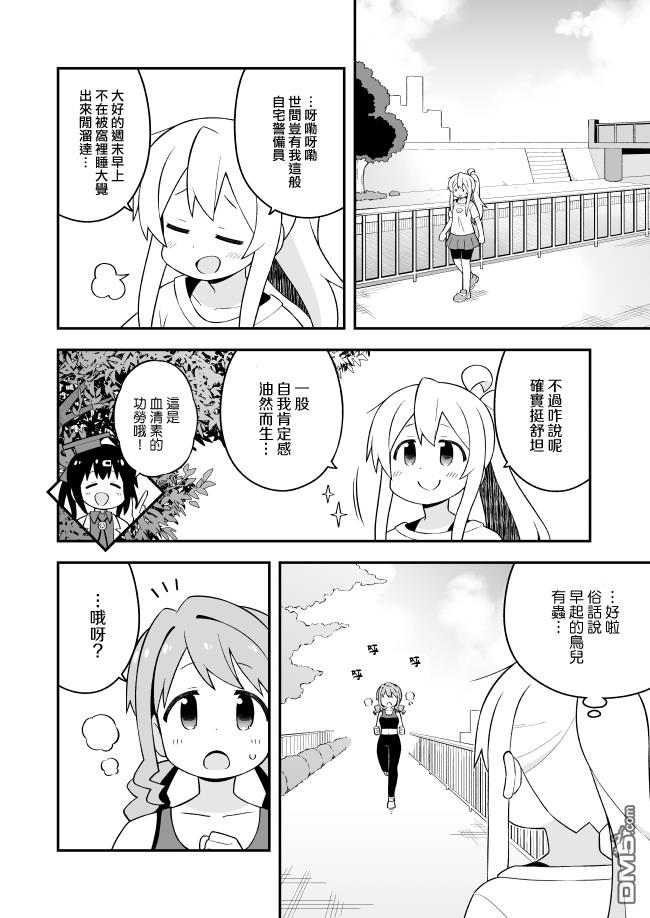 …呀嘞呀嘞
世間豈有我這般
自宅警備員
大好的週末早上
不在被窩裡睡大覺
出來閒溜達…
不過咋說呢
確實挺舒坦
一股
自我肯定感
油然而生…
這是
血清素的
功勞哦！
…好啦
俗話說
早起的鳥兒
有蟲…
呼
呼
呼
…哦呀？
DM5.com